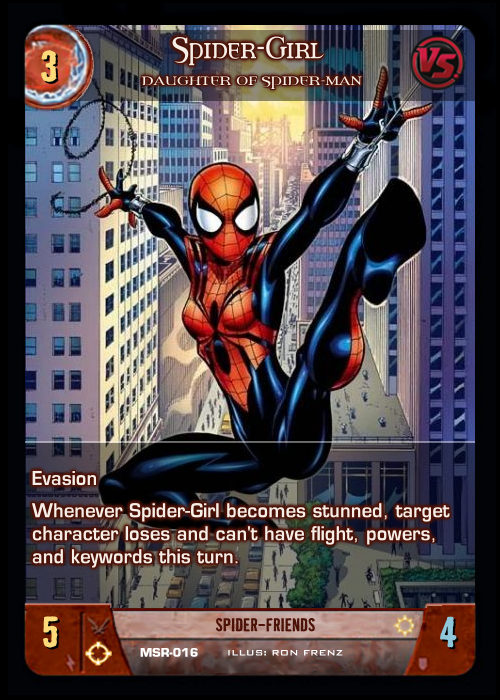 3
Spider-Girl
VS
Daughter of Spider-Man
Evasion
Whenever Spider-Girl becomes stunned, target
character loses and can't have flight, powers,
and keywords this turn.
5
SPIDER-FRIENDS
4
MSR-016 ILLUS: RON FRENZ